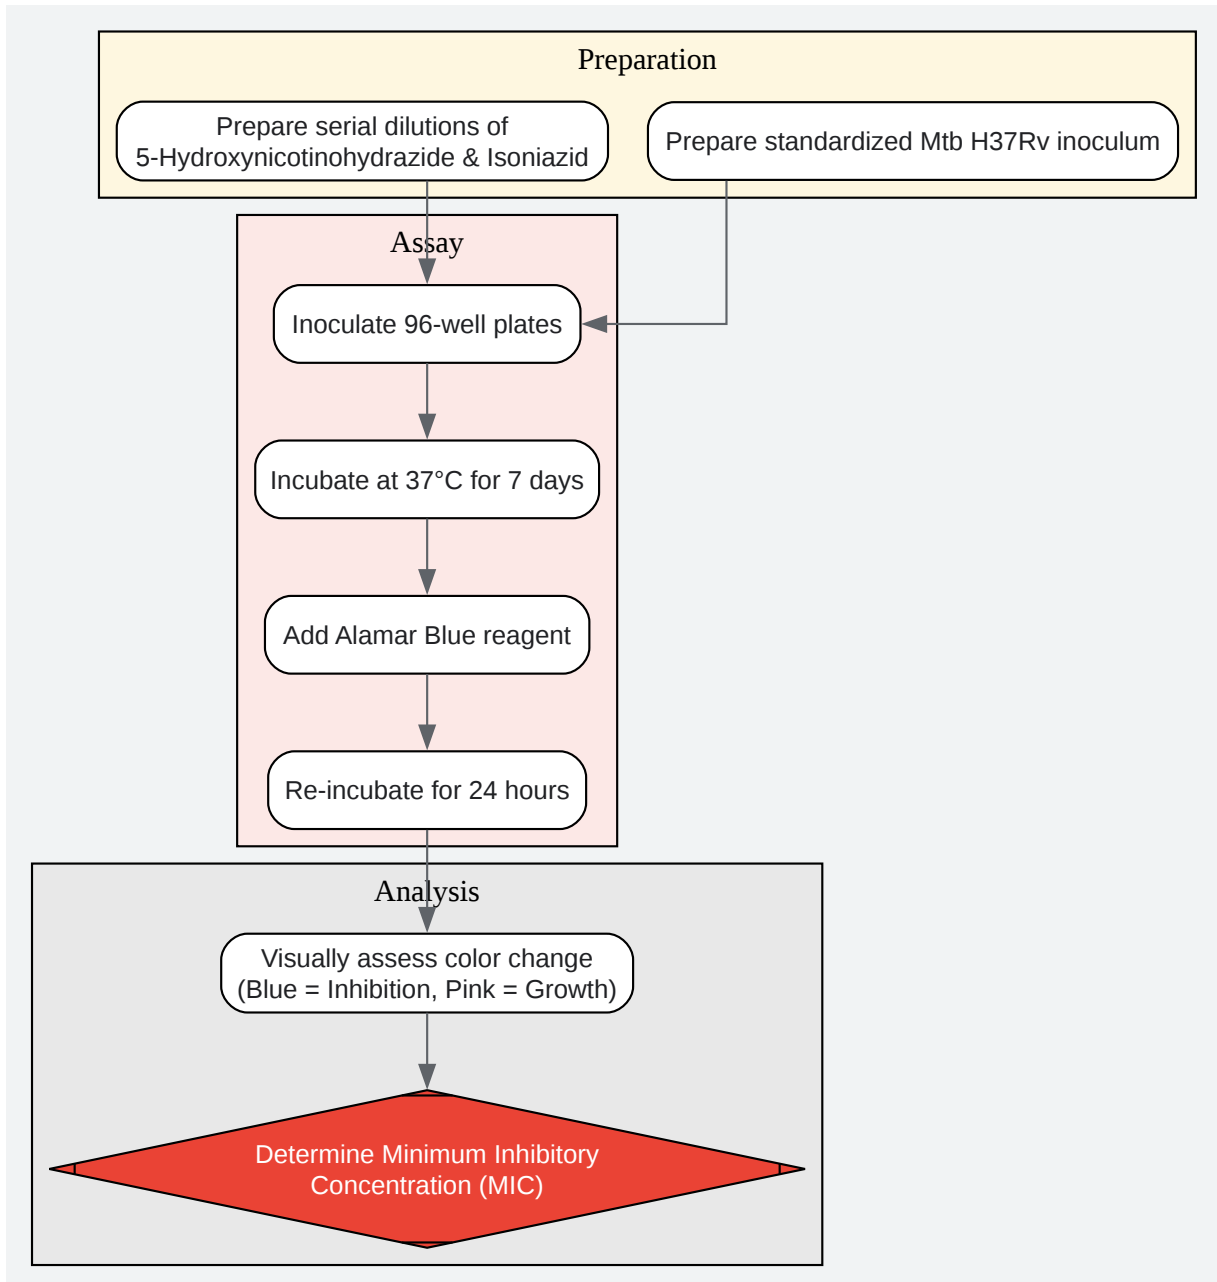 Preparation
Prepare serial dilutions of
5-Hydroxynicotinohydrazide & Isoniazid
Prepare standardized Mtb H37Rv inoculum
Assay
Inoculate 96-well plates
Incubate at 37°C for 7 days
Add Alamar Blue reagent
Re-incubate for 24 hours
Analysis
Visually assess color change
(Blue = Inhibition, Pink = Growth)
Determine Minimum Inhibitory
Concentration (MIC)